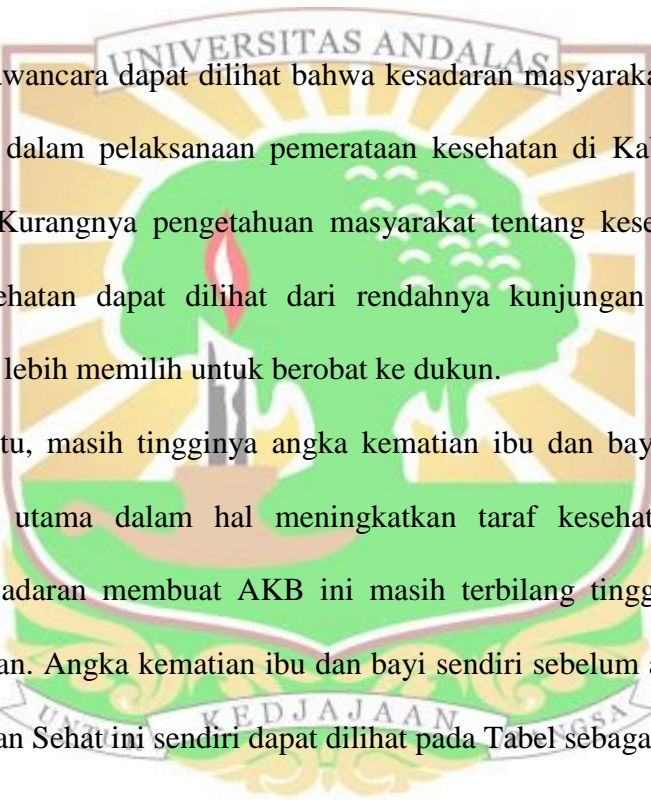 UNIVERSITAS ANDALAS
awancara dapat dilihat bahwa kesadaran masyaraka
dalam pelaksanaan pemerataan kesehatan di Ka
Kurangnya pengetahuan masyarakat tentang kese
ehatan dapat dilihat dari rendahnya kunjungan
lebih memilih untuk berobat ke dukun.
tu, masih tingginya angka kematian ibu dan bay
utama dalam hal meningkatkan taraf kesehat
adaran membuat AKB ini masih terbilang tingg
an. Angka kematian ibu dan bayi sendiri sebelum a
UNTUK KEDJAJAAN BANGSA
an Sehat ini sendiri dapat dilihat pada Tabel sebaga